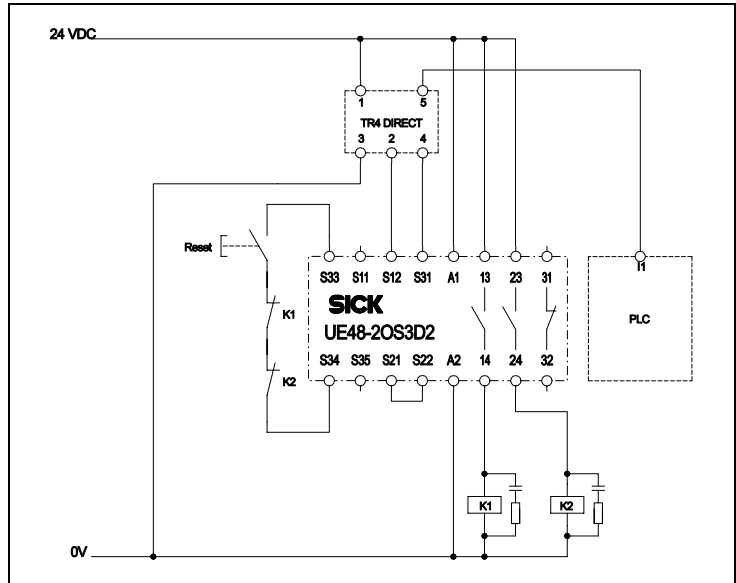 24 VDC
1 5
TR4 DIRECT
3 2 4
Reset
S33 S11 S12 S31 A1 13 23 31
I1
SICK
UE48-2OS3D2
K1
PLC
S34 S35 S21 S22 A2 14 24 32
K2
K1 K2
0V